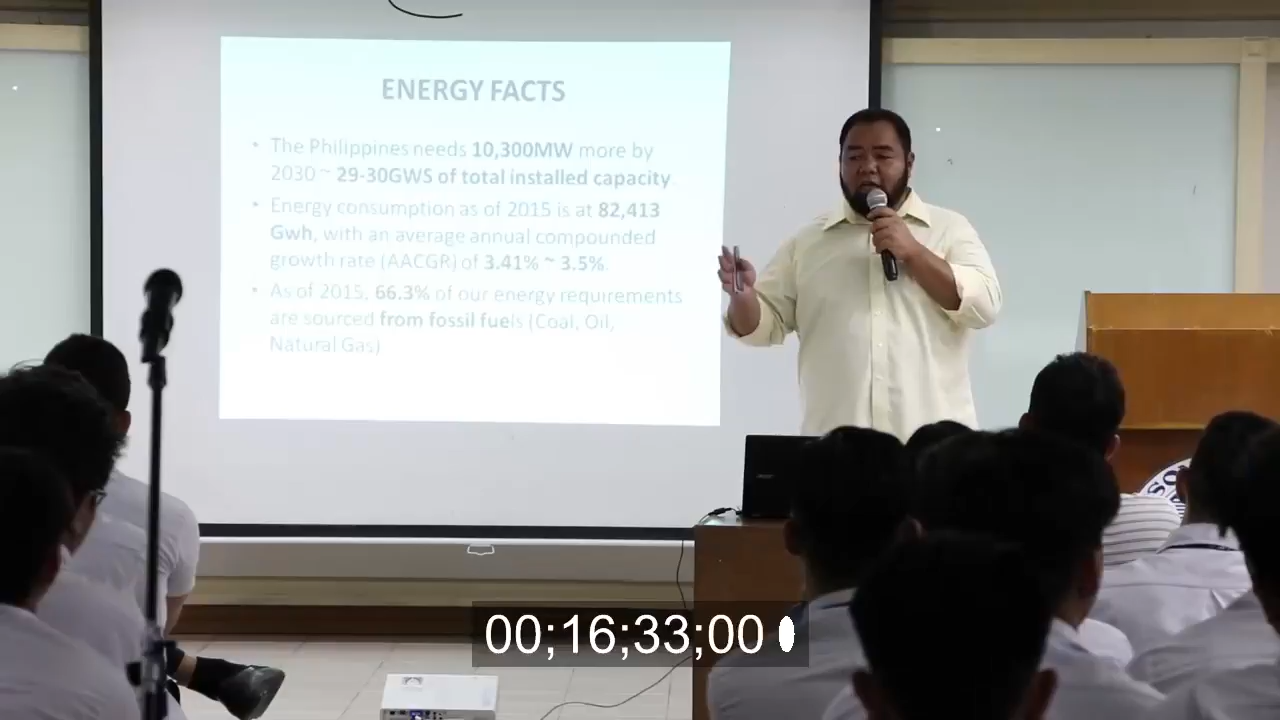 ENERGY FACTS
• The Philippines needs 10,300MW more by
2030 ~ 29-30GWS of total installed capacity.
• Energy consumption as of 2015 is at 82,413
Gwh, with an average annual compounded
growth rate (AACGR) of 3.41% ~ 3.5%.
• As of 2015, 66.3% of our energy requirements
are sourced from fossil fuels (Coal, Oil,
Natural Gas)
00;16;33;00